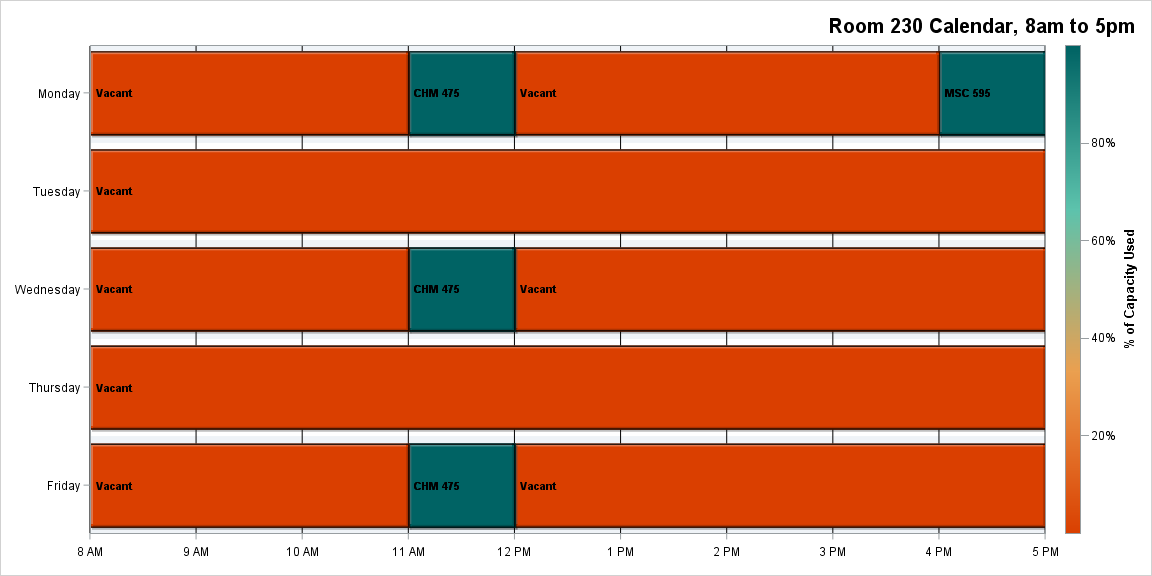 Room 230 Calendar, 8am to 5pm
Monday
Vacant
CHM 475
Vacant
MSC 595
Tuesday
Vacant
Wednesday
Vacant
CHM 475
Vacant
Thursday
Vacant
Friday
Vacant
CHM 475
Vacant
8 AM
9 AM
10 AM
11 AM
12 PM
1 PM
2 PM
3 PM
4 PM
5 PM
80%
60%
40%
20%
% of Capacity Used